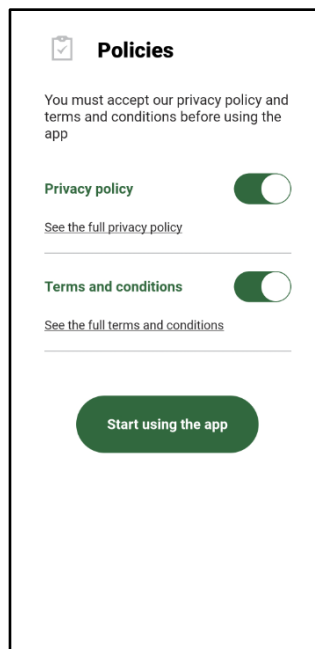 Policies
You must accept our privacy policy and
terms and conditions before using the
app
Privacy policy
See the full privacy policy
Terms and conditions
See the full terms and conditions
Start using the app